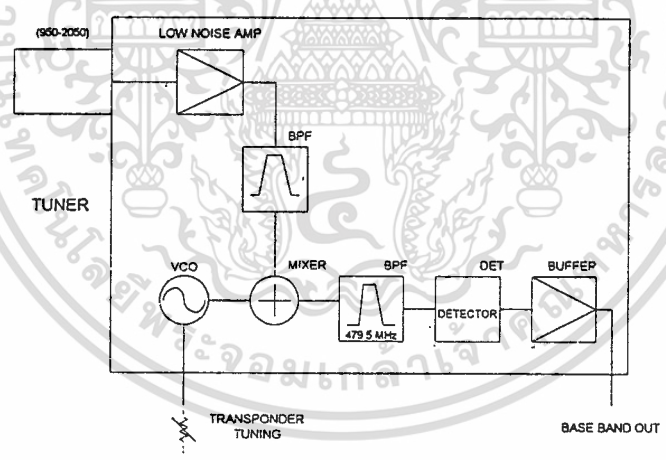 (950-2050)
LOW NOISE AMP
BPF
TUNER
VCO
MIXER
BPF
DET
BUFFER
479.5 MHz
DETECTOR
TRANSPONDER
TUNING
BASE BAND OUT